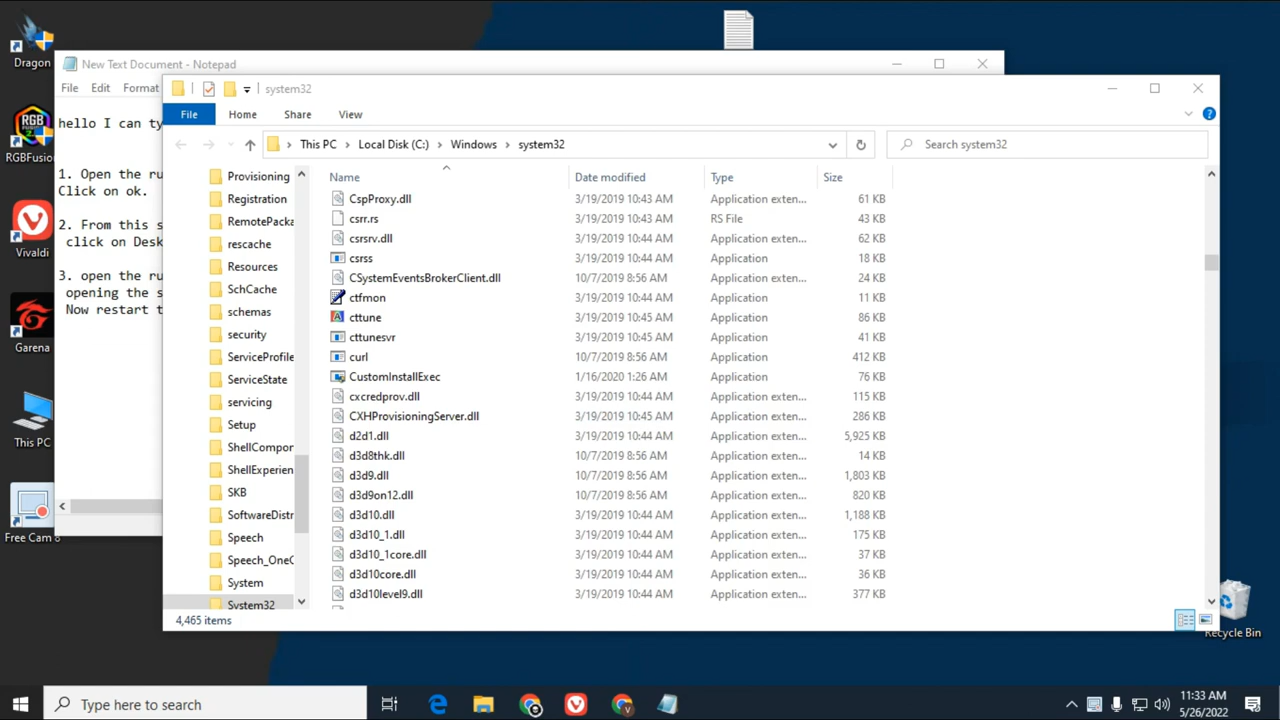 Dragon
RGBFusion
Vivaldi
Garena
This PC
Free Cam 8
New Text Document - Notepad
File Edit Format
hello I can ty
1. Open the ru
Click on ok.
2. From this s
click on Desk
3. open the ru
opening the s
Now restart t
system32
File Home Share View
This PC Local Disk (C:) Windows system32
Search system32
Provisioning
Registration
RemotePacka
rescache
Resources
SchCache
schemas
security
ServiceProfile
ServiceState
servicing
Setup
ShellCompor
ShellExperien
SKB
SoftwareDistr
Speech
Speech_OneC
System
System32
Name Date modified Type Size
CspProxy.dll 3/19/2019 10:43 AM Application exten... 61 KB
csrr.rs 3/19/2019 10:43 AM RS File 43 KB
csrsrv.dll 3/19/2019 10:44 AM Application exten... 62 KB
csrss 3/19/2019 10:44 AM Application 18 KB
CSystemEventsBrokerClient.dll 10/7/2019 8:56 AM Application exten... 24 KB
ctfmon 3/19/2019 10:44 AM Application 11 KB
cttune 3/19/2019 10:45 AM Application 86 KB
cttunesvr 3/19/2019 10:45 AM Application 41 KB
curl 10/7/2019 8:56 AM Application 412 KB
CustomInstallExec 1/16/2020 1:26 AM Application 76 KB
cxcredprov.dll 3/19/2019 10:44 AM Application exten... 115 KB
CXHProvisioningServer.dll 3/19/2019 10:45 AM Application exten... 286 KB
d2d1.dll 3/19/2019 10:44 AM Application exten... 5,925 KB
d3d8thk.dll 10/7/2019 8:56 AM Application exten... 14 KB
d3d9.dll 10/7/2019 8:56 AM Application exten... 1,803 KB
d3d9on12.dll 10/7/2019 8:56 AM Application exten... 820 KB
d3d10.dll 3/19/2019 10:44 AM Application exten... 1,188 KB
d3d10_1.dll 3/19/2019 10:44 AM Application exten... 175 KB
d3d10_1core.dll 3/19/2019 10:44 AM Application exten... 37 KB
d3d10core.dll 3/19/2019 10:44 AM Application exten... 36 KB
d3d10level9.dll 3/19/2019 10:44 AM Application exten... 377 KB
4,465 items
Recycle Bin
Type here to search
11:33 AM
5/26/2022